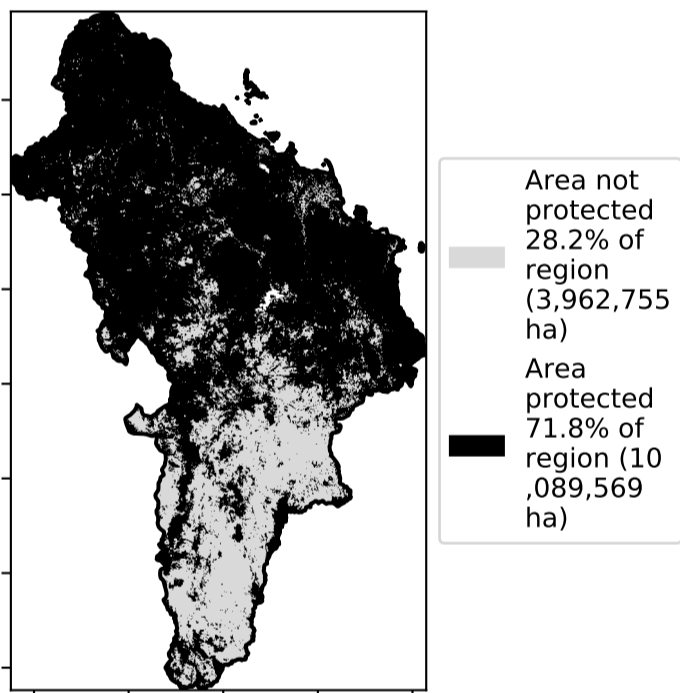 Area not
protected
28.2% of
region
(3,962,755
ha)
Area
protected
71.8% of
region (10
,089,569
ha)